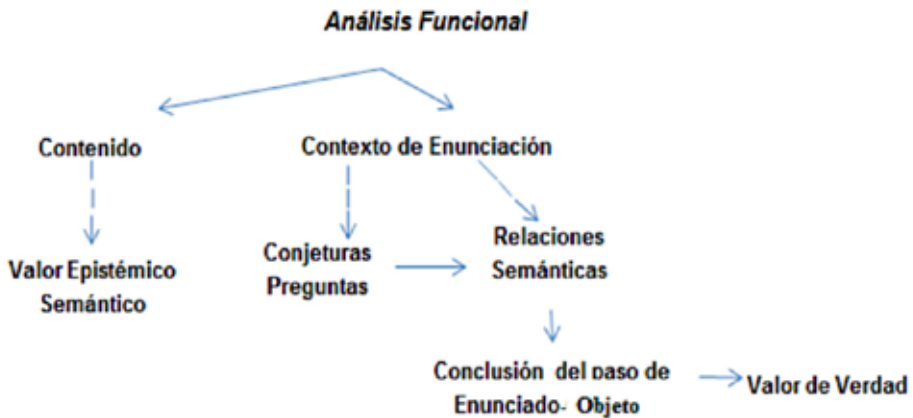 Análisis Funcional
Contenido
Contexto de Enunciación
Valor Epistémico
Semántico
Conjeturas
Preguntas
Relaciones
Semánticas
Conclusión del paso de
Enunciado- Objeto
Valor de Verdad